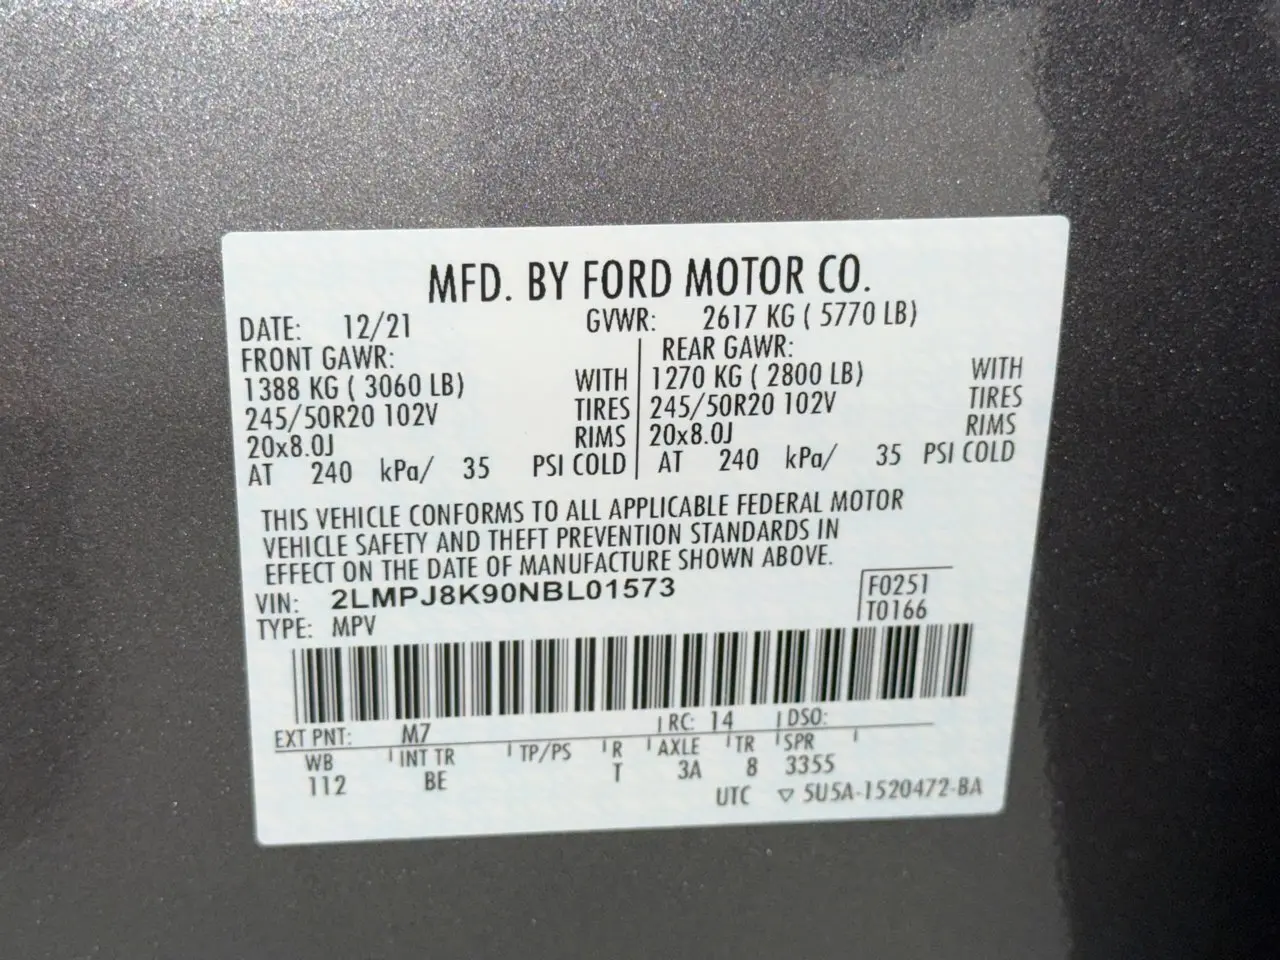 MFD. BY FORD MOTOR CO.
DATE: 12/21 GVWR: 2617 KG ( 5770 LB)
FRONT GAWR: REAR GAWR:
1388 KG ( 3060 LB) WITH 1270 KG ( 2800 LB) WITH
245/50R20 102V TIRES 245/50R20 102V TIRES
20x8.0J RIMS 20x8.0J RIMS
AT 240 kPa/ 35 PSI COLD AT 240 kPa/ 35 PSI COLD
THIS VEHICLE CONFORMS TO ALL APPLICABLE FEDERAL MOTOR
VEHICLE SAFETY AND THEFT PREVENTION STANDARDS IN
EFFECT ON THE DATE OF MANUFACTURE SHOWN ABOVE.
VIN: 2LMPJ8K90NBL01573 F0251
TYPE: MPV T0166
EXT PNT: M7 RC: 14 DSO:
WB INT TR TP/PS R AXLE TR SPR
112 BE T 3A 8 3355
UTC ▽ 5U5A-1520472-BA